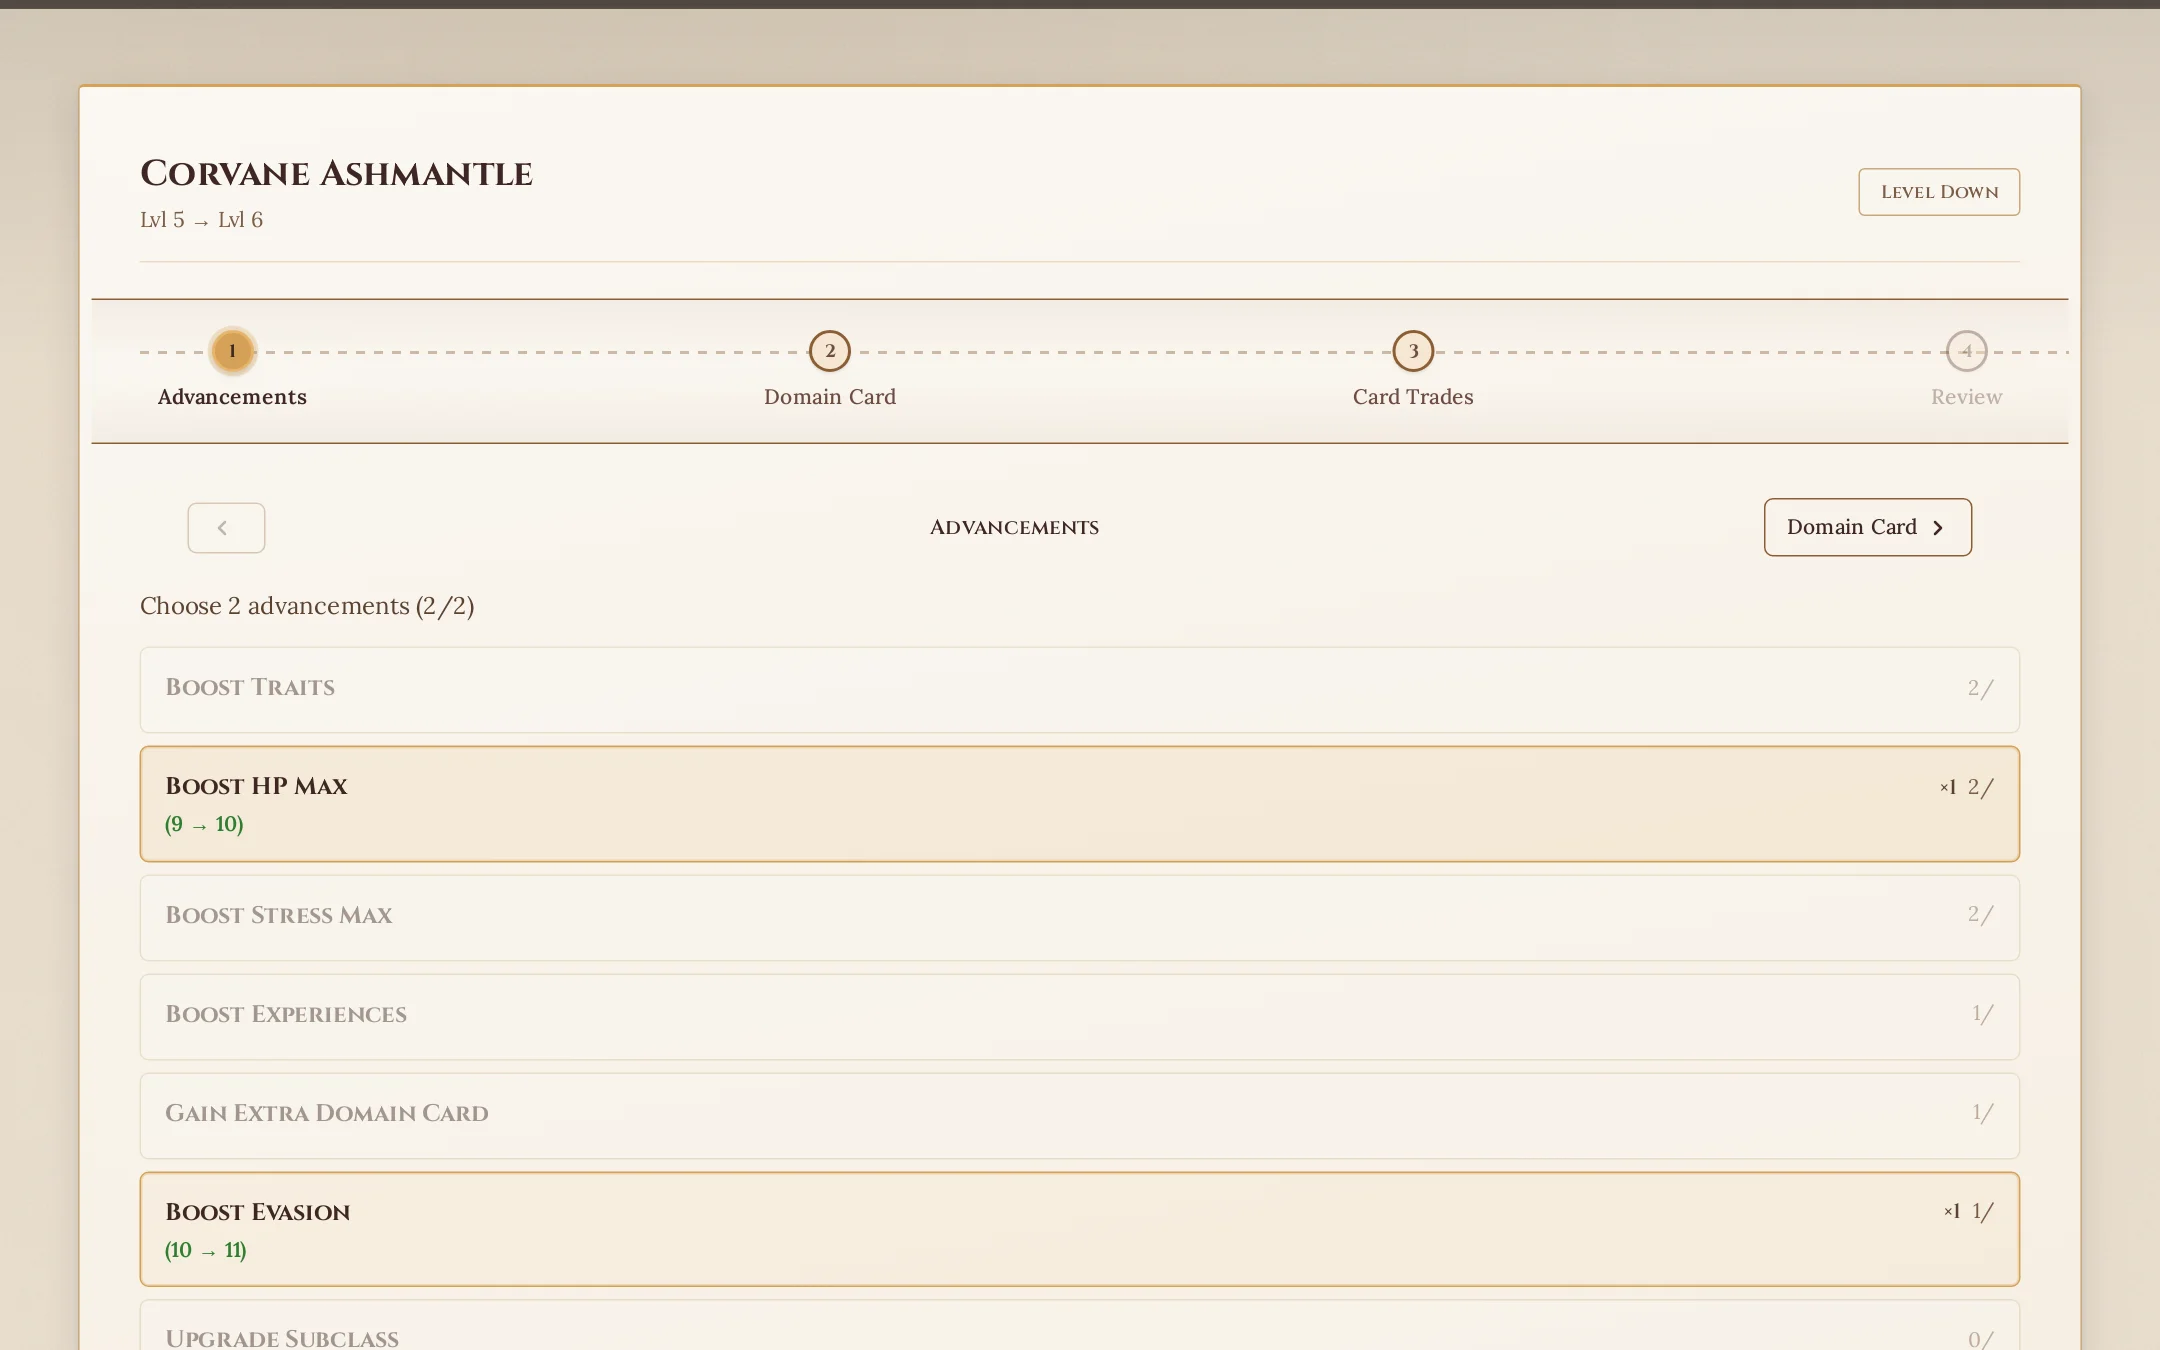 Corvane Ashmantle
Lvl 5 → Lvl 6
Level Down
1
2
3
4
Advancements
Domain Card
Card Trades
Review
Advancements
Domain Card
Choose 2 advancements (2/2)
Boost Traits 2/
Boost HP Max ×1 2/
(9 → 10)
Boost Stress Max 2/
Boost Experiences 1/
Gain Extra Domain Card 1/
Boost Evasion ×1 1/
(10 → 11)
Upgrade Subclass 0/